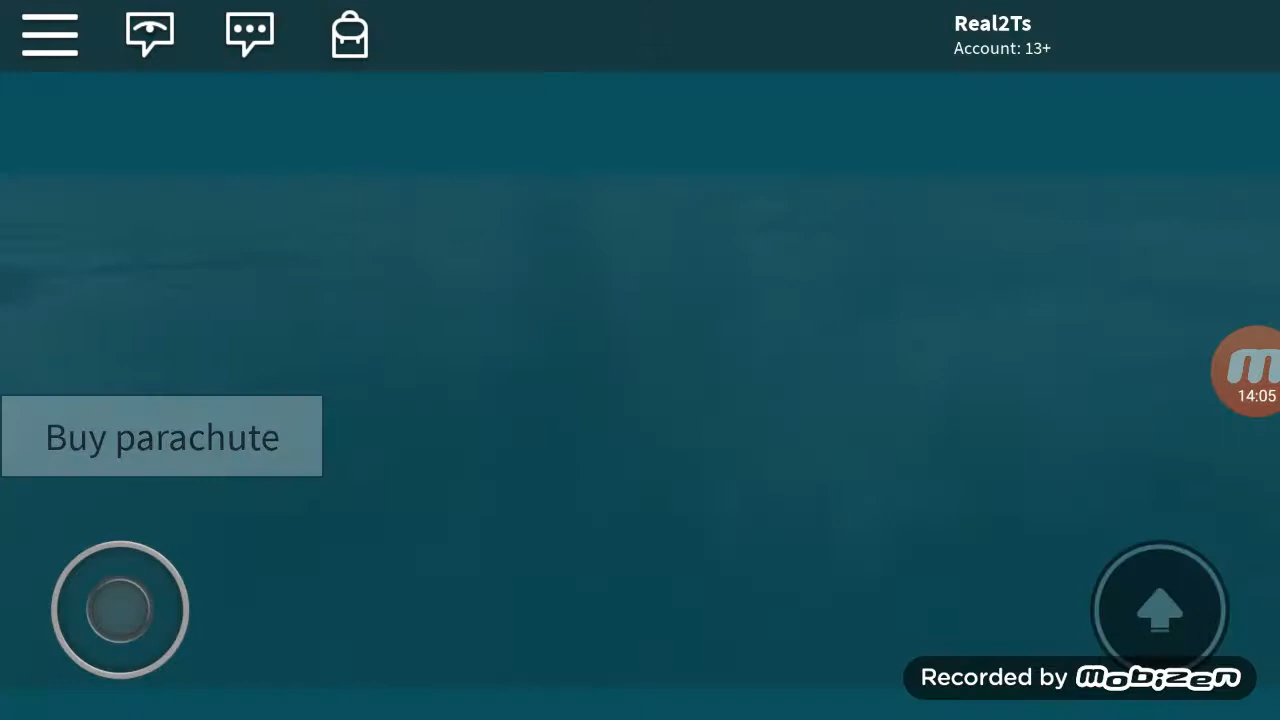 Real2Ts
Account: 13+
14:05
Buy parachute
Recorded by mobizen